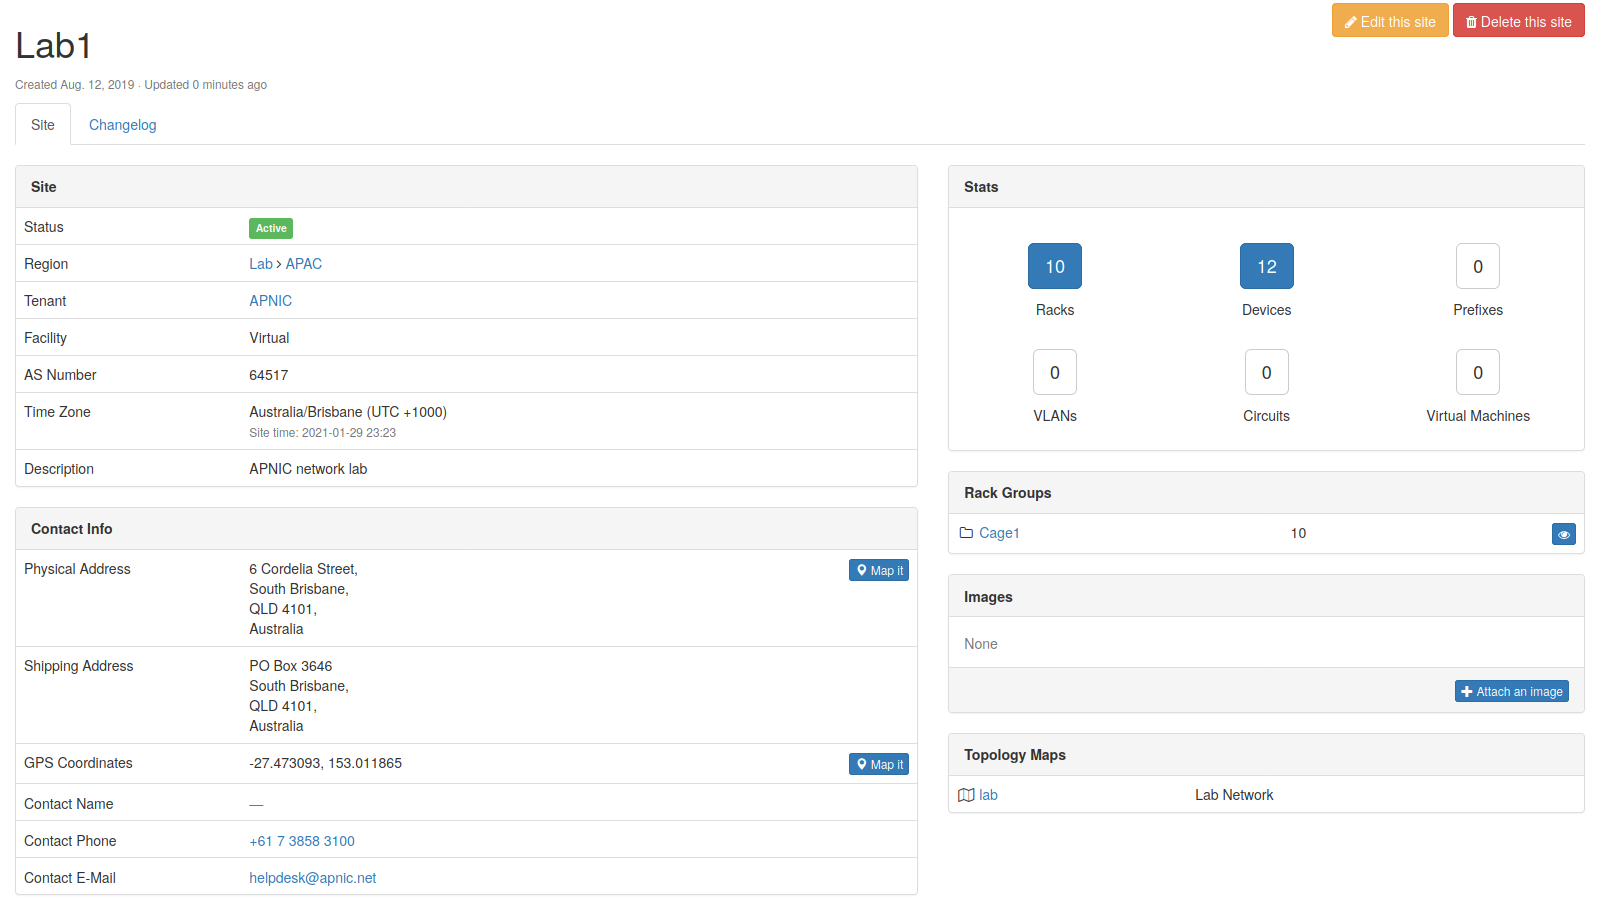 Edit this site
Delete this site
Lab1
Created Aug. 12, 2019 · Updated 0 minutes ago
Site
Changelog
Site
Status
Active
Region
Lab › APAC
Tenant
APNIC
Facility
Virtual
AS Number
64517
Time Zone
Australia/Brisbane (UTC +1000)
Site time: 2021-01-29 23:23
Description
APNIC network lab
Contact Info
Physical Address
6 Cordelia Street,
South Brisbane,
QLD 4101,
Australia
Map it
Shipping Address
PO Box 3646
South Brisbane,
QLD 4101,
Australia
GPS Coordinates
-27.473093, 153.011865
Map it
Contact Name
—
Contact Phone
+61 7 3858 3100
Contact E-Mail
helpdesk@apnic.net
Stats
10
Racks
12
Devices
0
Prefixes
0
VLANs
0
Circuits
0
Virtual Machines
Rack Groups
Cage1
10
Images
None
Attach an image
Topology Maps
lab
Lab Network